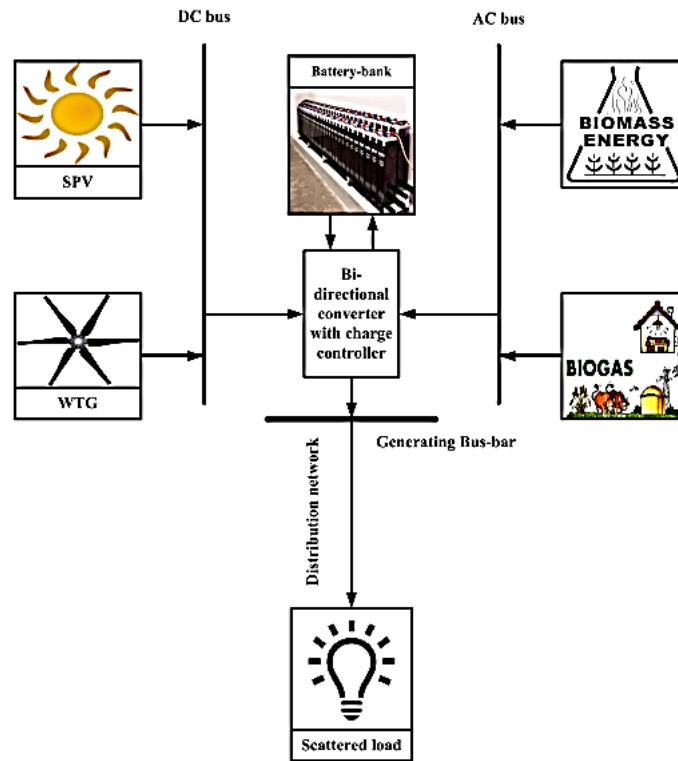 DC bus
AC bus
Battery-bank
BIOMASS
ENERGY
SPV
Bi-
directional
converter
with charge
controller
BIOGAS
WTG
Generating Bus-bar
Distribution network
Scattered load